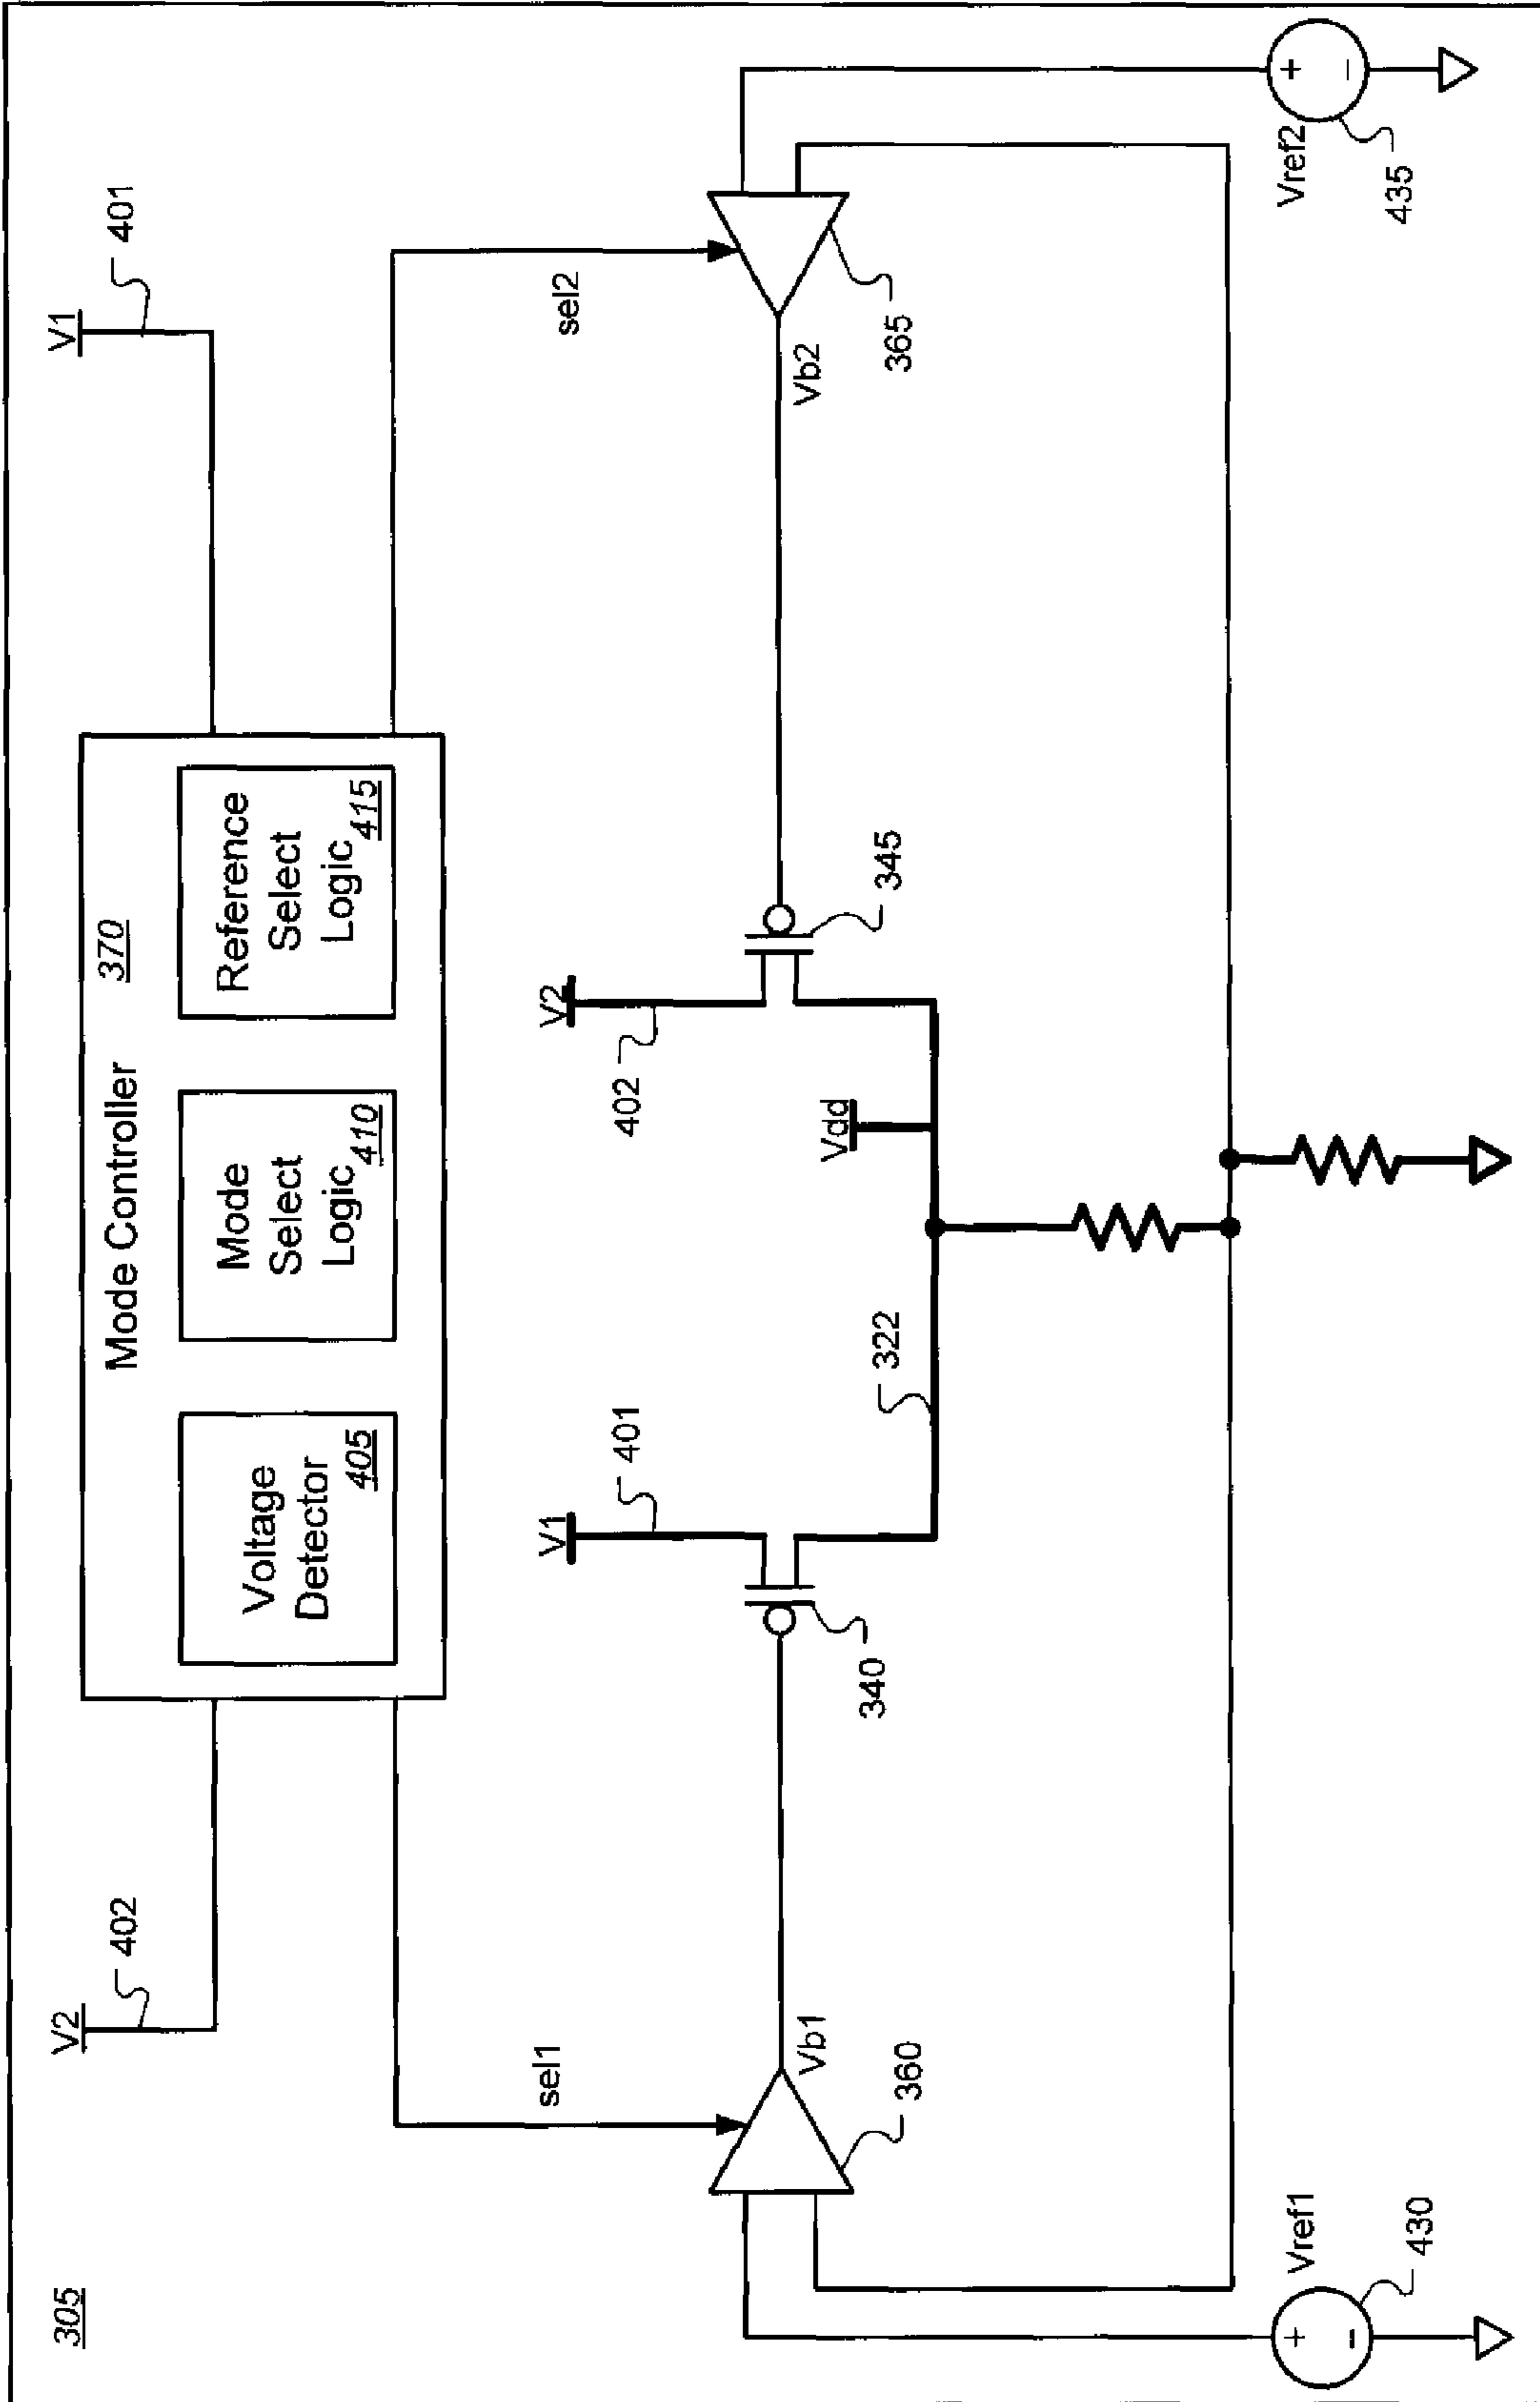 305
V2
402
V1
401
Mode Controller
370
Voltage
Detector
405
Mode
Select
Logic
410
Reference
Select
Logic
415
sel1
sel2
V1
401
V2
402
Vb1
360
340
345
Vb2
365
Vdd
322
Vref1
430
Vref2
435
+
–
+
–